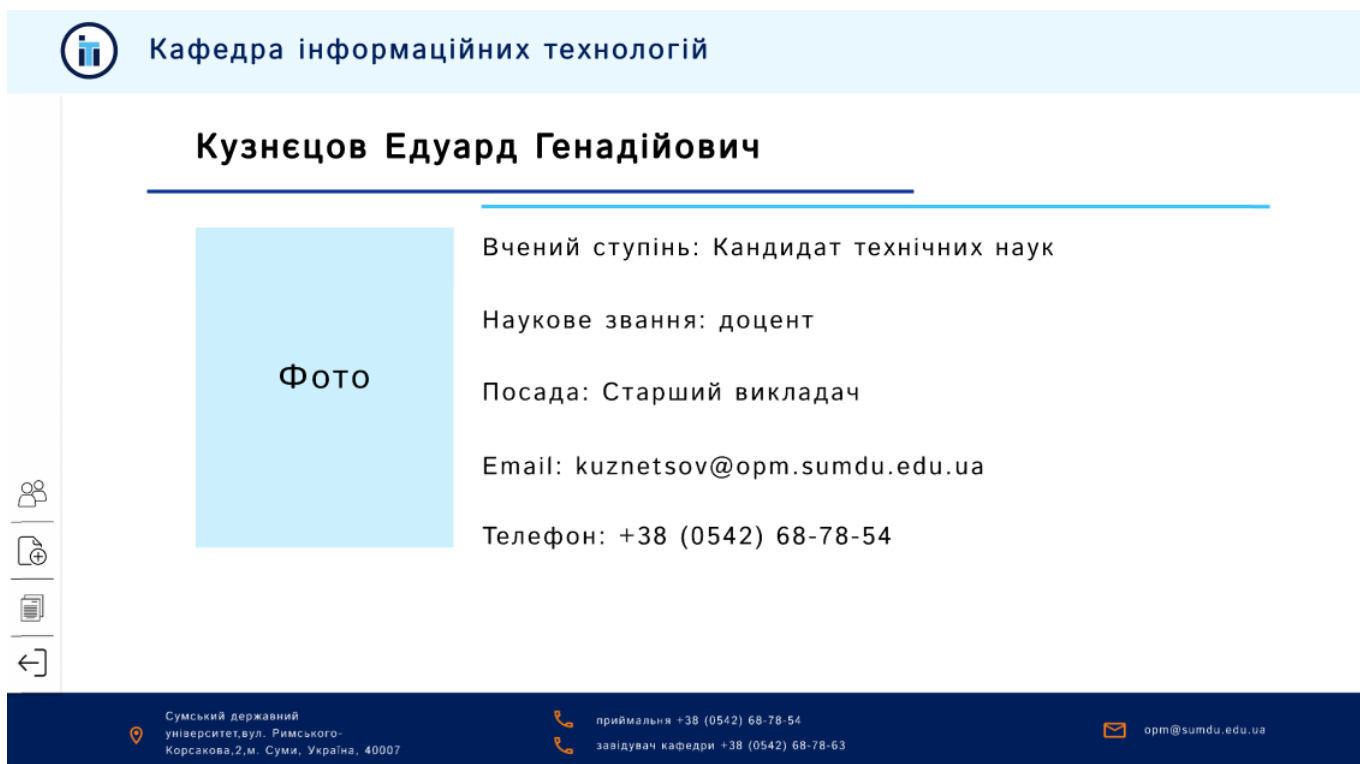 Кафедра інформаційних технологій
Кузнєцов Едуард Генадійович
Фото
Вчений ступінь: Кандидат технічних наук
Наукове звання: доцент
Посада: Старший викладач
Email: kuznetsov@opm.sumdu.edu.ua
Телефон: +38 (0542) 68-78-54
Сумський державний
університет,вул. Римського-
Корсакова,2,м. Суми, Україна, 40007
приймальня +38 (0542) 68-78-54
завідувач кафедри +38 (0542) 68-78-63
opm@sumdu.edu.ua